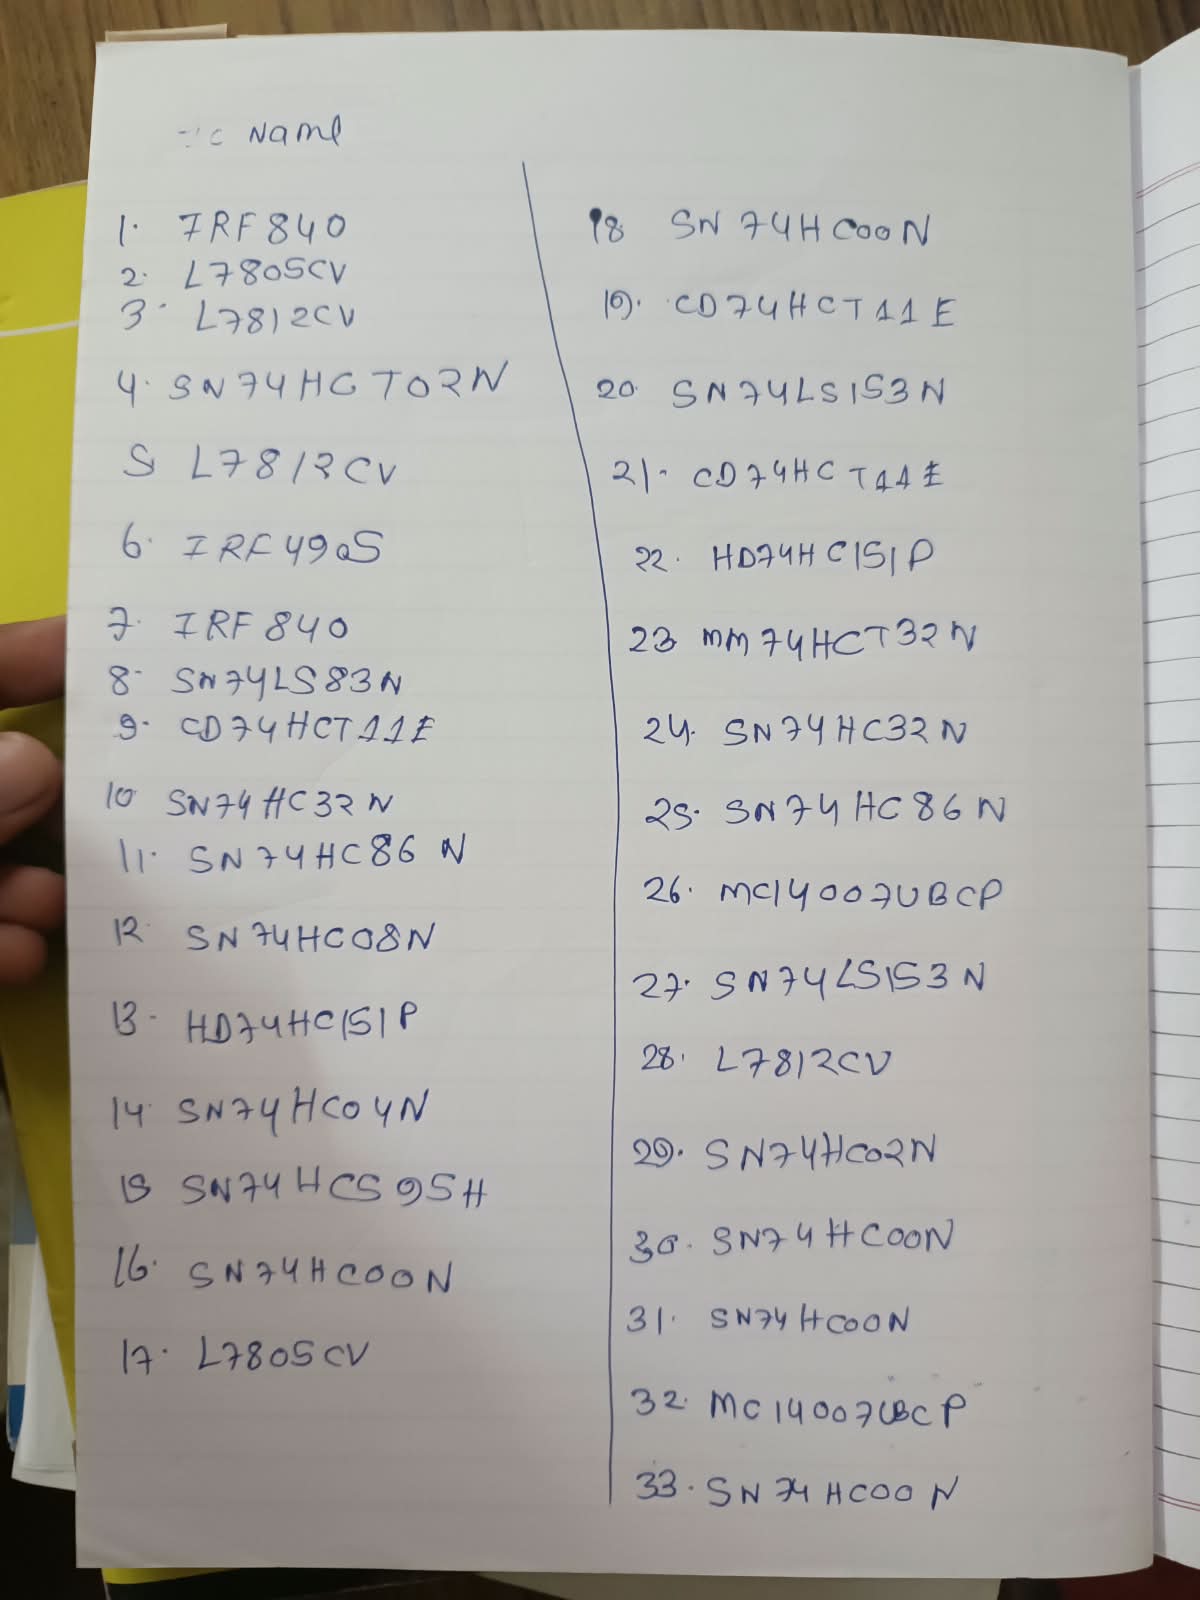 IC Name
1. IRF840
2. L7805CV
3. L7812CV
4. SN74HCT02N
5 L7812CV
6. IRF4905
7. IRF840
8. SN74LS83N
9. CD74HCT11E
10 SN74HC32N
11. SN74HC86N
12. SN74HC08N
13. HD74HC151P
14. SN74HC04N
15 SN74HC595H
16. SN74HC00N
17. L7805CV
18 SN74HC00N
19. CD74HCT11E
20. SN74LS153N
21. CD74HCT11E
22. HD74HC151P
23 MM74HCT32N
24. SN74HC32N
25. SN74HC86N
26. MC14007UBCP
27. SN74LS153N
28. L7812CV
29. SN74HC02N
30. SN74HC00N
31. SN74HC00N
32. MC14007UBCP
33. SN74HC00N